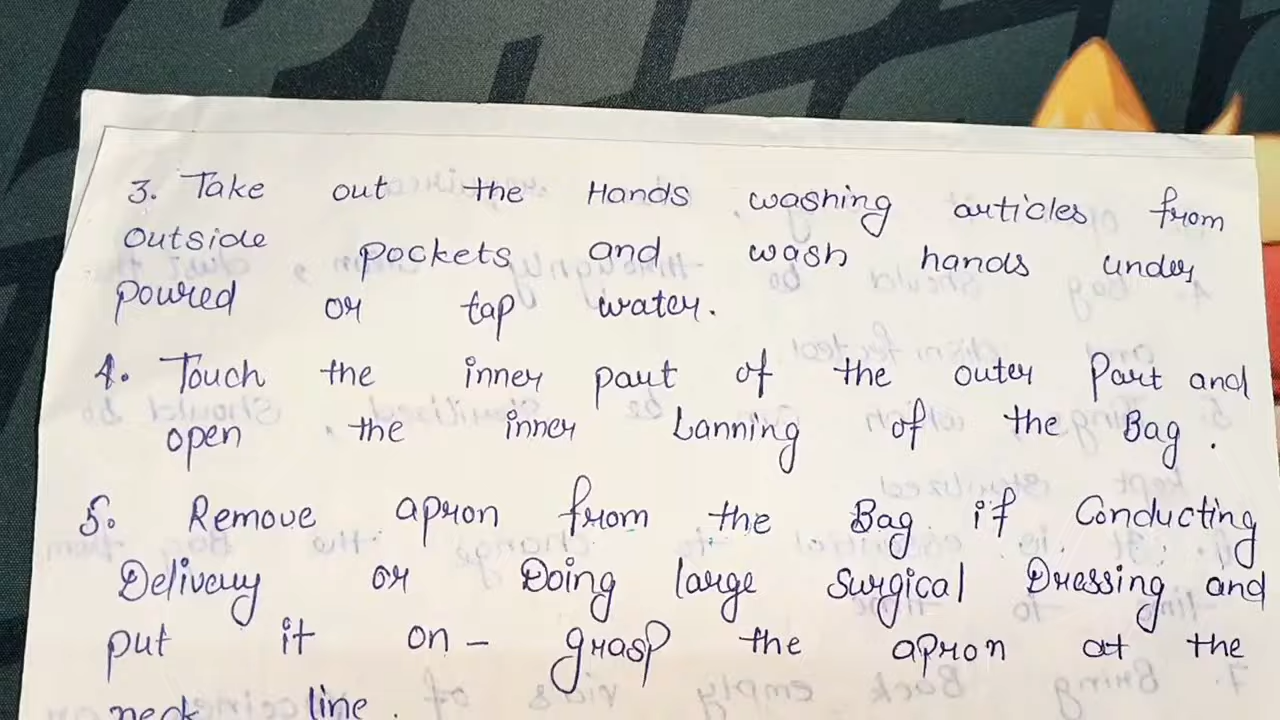 3. Take out the Hands washing articles from
outside pockets and wash hands under
poured or tap water.
4. Touch the inner part of the outer Part and
open the inner Lanning of the Bag.
5. Remove apron from the Bag if Conducting
Delivery or Doing large Surgical Dressing and
put it on - grasp the apron at the
neck line.